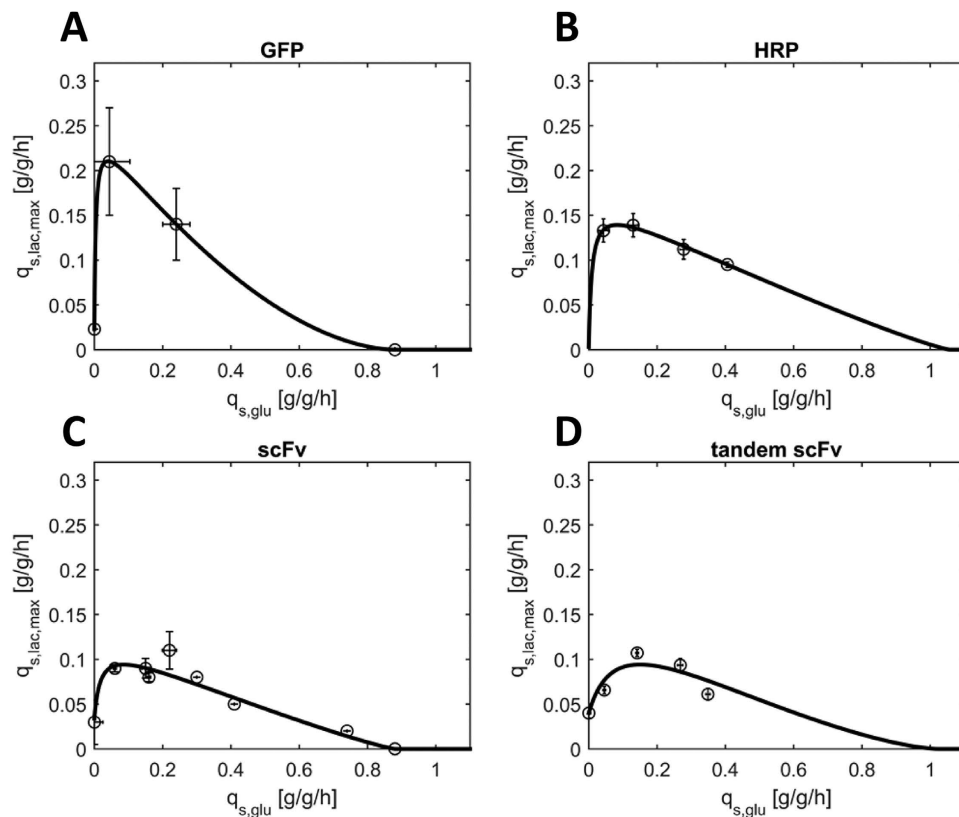 A
GFP
0.3
0.25
0.2
0.15
0.1
0.05
0
q_s,lac,max [g/g/h]
0 0.2 0.4 0.6 0.8 1
q_s,glu [g/g/h]
B
HRP
0.3
0.25
0.2
0.15
0.1
0.05
0
q_s,lac,max [g/g/h]
0 0.2 0.4 0.6 0.8 1
q_s,glu [g/g/h]
C
scFv
0.3
0.25
0.2
0.15
0.1
0.05
0
q_s,lac,max [g/g/h]
0 0.2 0.4 0.6 0.8 1
q_s,glu [g/g/h]
D
tandem scFv
0.3
0.25
0.2
0.15
0.1
0.05
0
q_s,lac,max [g/g/h]
0 0.2 0.4 0.6 0.8 1
q_s,glu [g/g/h]